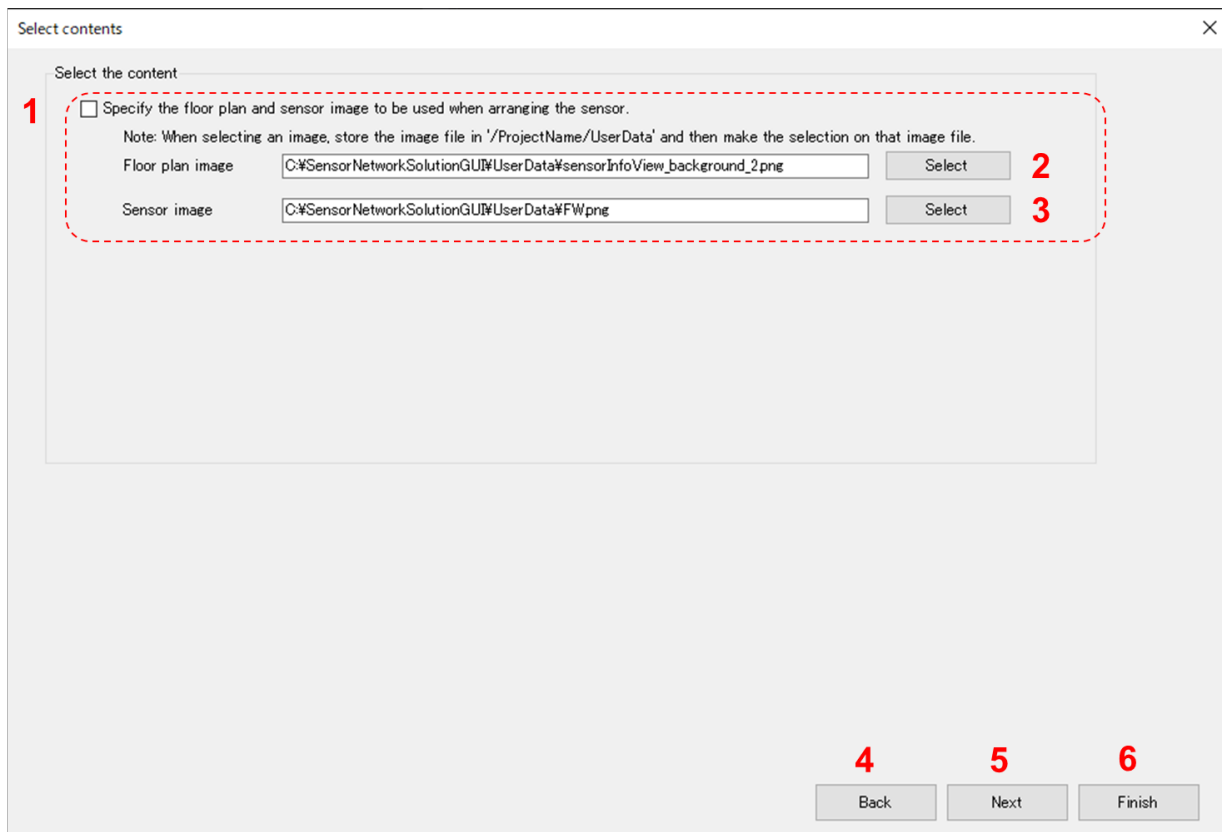 Select contents
Select the content
1
Specify the floor plan and sensor image to be used when arranging the sensor.
Note: When selecting an image, store the image file in '/ProjectName/UserData' and then make the selection on that image file.
Floor plan image C:¥SensorNetworkSolutionGUI¥UserData¥sensorInfoView_background_2.png Select 2
Sensor image C:¥SensorNetworkSolutionGUI¥UserData¥FW.png Select 3
4 5 6
Back Next Finish